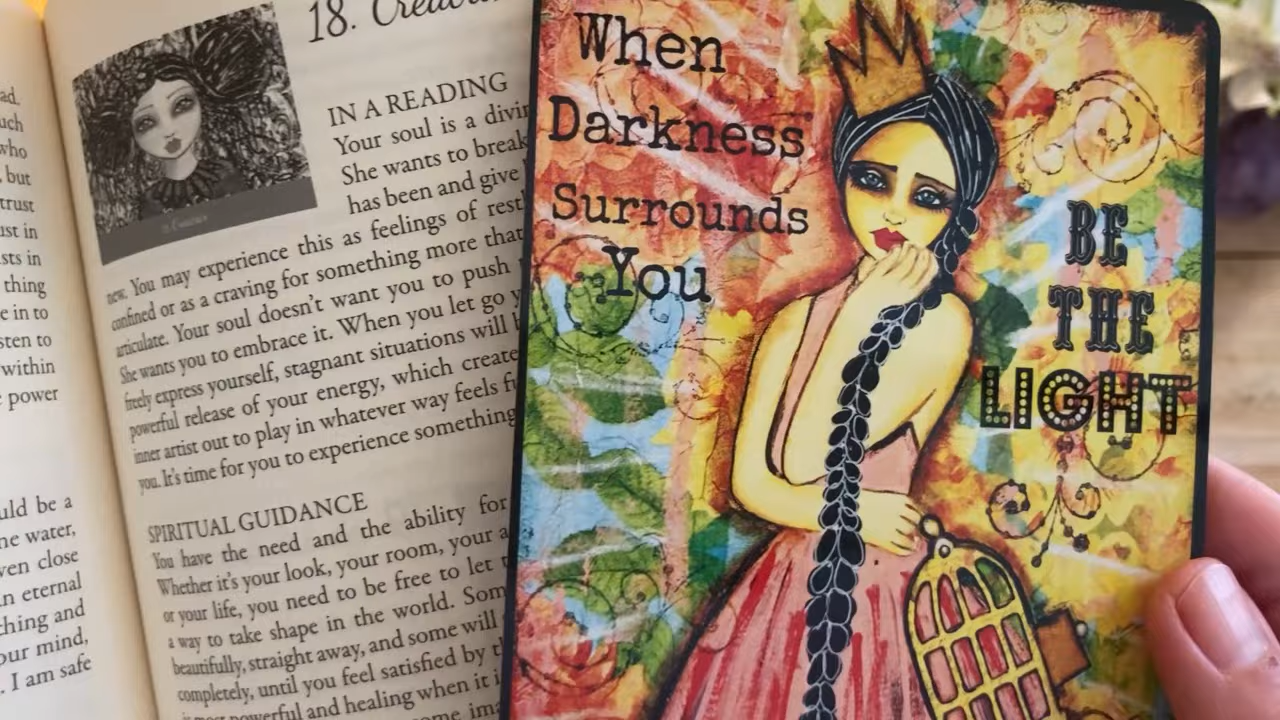 ad.
uch
who
, but
trust
ust in
sts in
thing
e in to
sten to
within
e power
uld be a
ne water,
ven close
n eternal
thing and
our mind,
. I am safe
18.
IN A READING
Your soul is a divin
She wants to break
has been and give
new. You may experience this as feelings of rest
confined or as a craving for something more that
articulate. Your soul doesn't want you to push
She wants you to embrace it. When you let go y
freely express yourself, stagnant situations will b
powerful release of your energy, which create
inner artist out to play in whatever way feels fu
you. It's time for you to experience something
SPIRITUAL GUIDANCE
You have the need and the ability for
Whether it's your look, your room, your a
or your life, you need to be free to let t
a way to take shape in the world. Som
beautifully, straight away, and some will
completely, until you feel satisfied by th
powerful and healing when it i
ome ima
When
Darkness
Surrounds
You
BE
THE
LIGHT